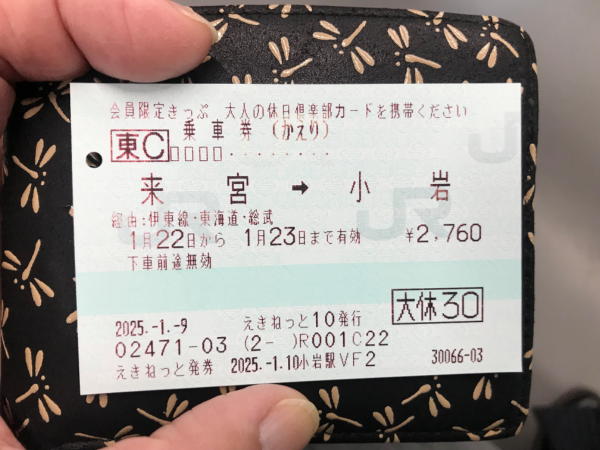 会員限定きっぷ 大人の休日倶楽部カードを携帯ください
乗車券 (かえり)
東C □□□□ ・・・・・・・・
来宮 → 小岩
経由:伊東線・東海道・総武
1月22日から 1月23日まで有効 ¥2,760
下車前途無効
大休30
2025.-1.-9 えきねっと10発行
02471-03 (2- )R001C22
えきねっと発券 2025.-1.10小岩駅VF2 30066-03
JR
JR
JR